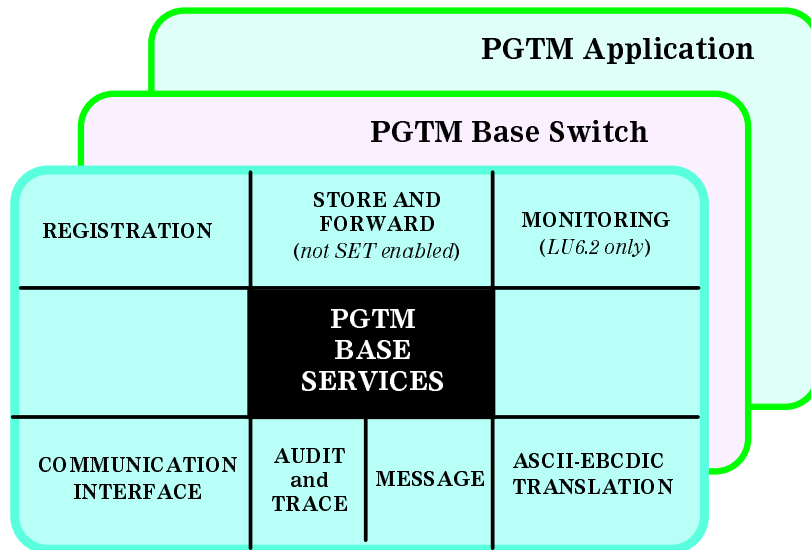 PGTM Application
PGTM Base Switch
REGISTRATION
STORE AND
FORWARD
(not SET enabled)
MONITORING
(LU6.2 only)
PGTM
BASE
SERVICES
COMMUNICATION
INTERFACE
AUDIT
and
TRACE
MESSAGE
ASCII-EBCDIC
TRANSLATION